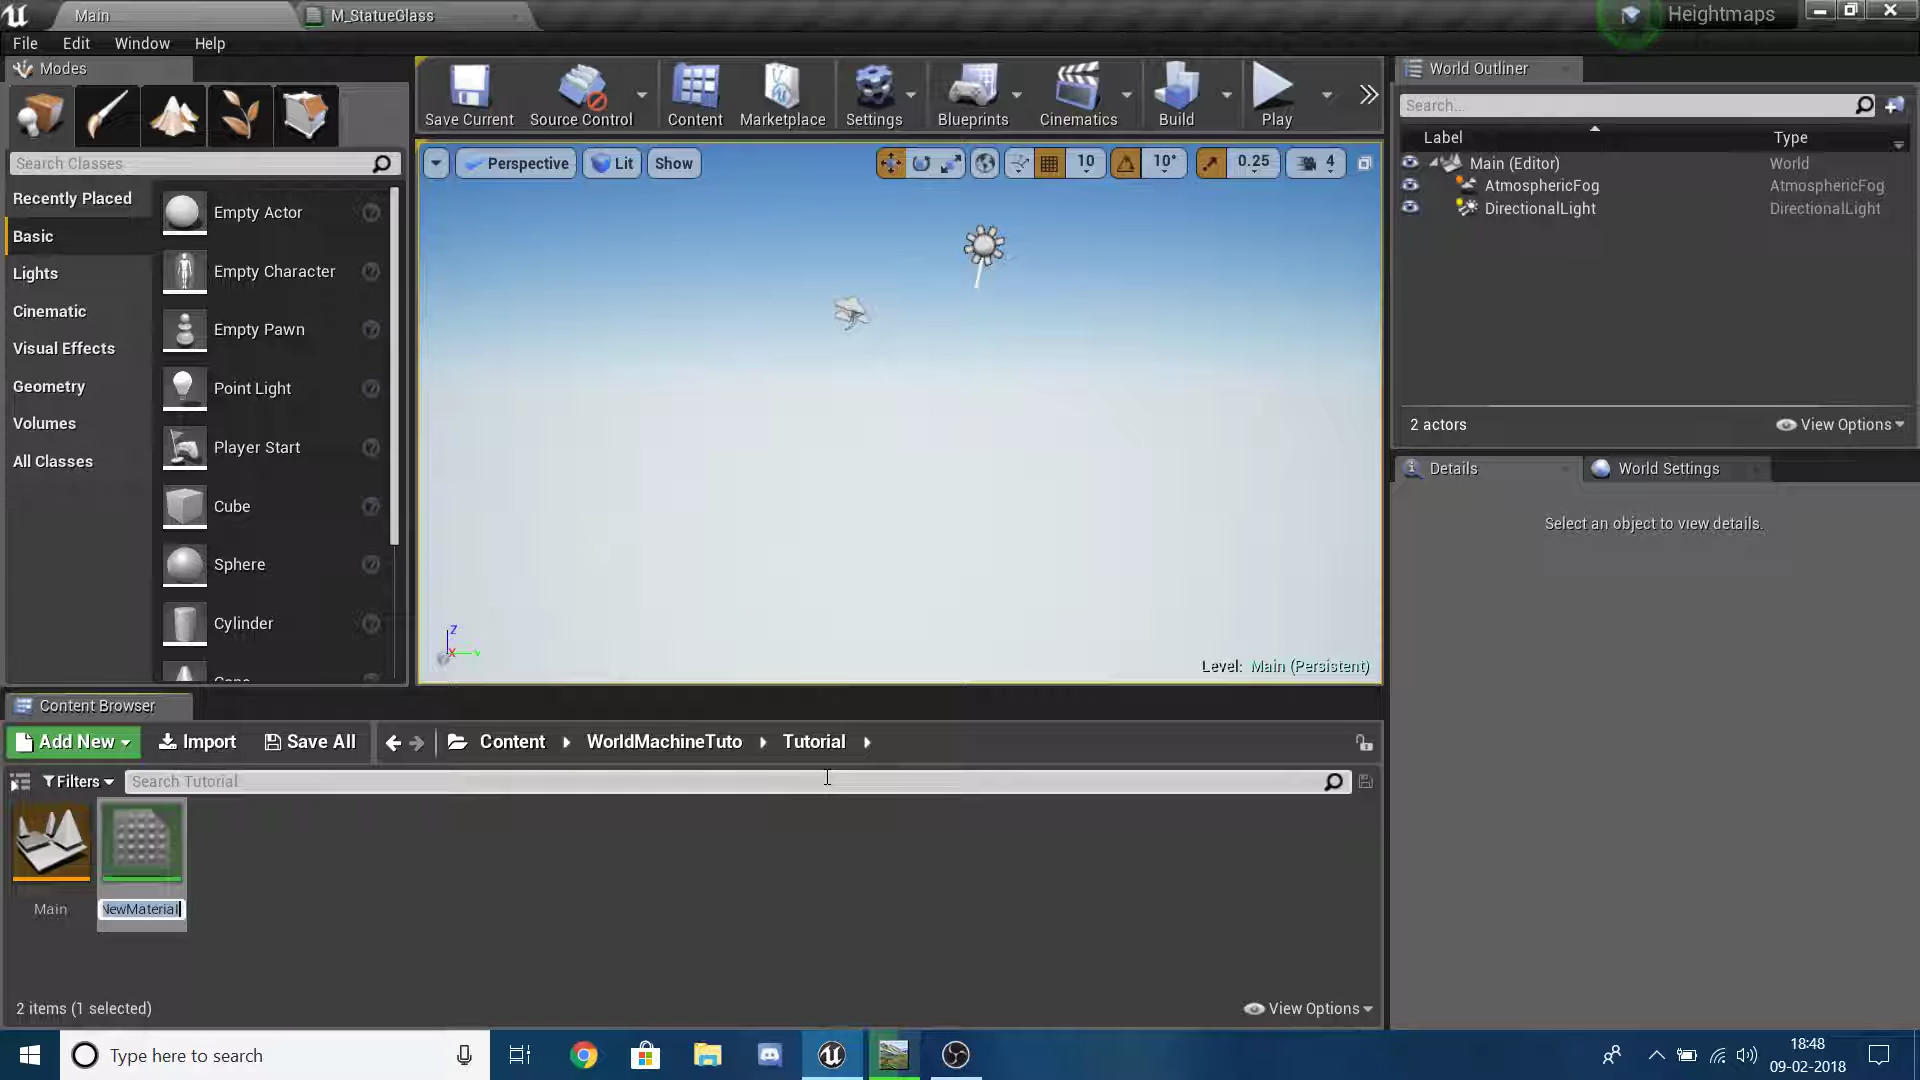 Main
M_StatueGlass
Heightmaps
File Edit Window Help
Modes
Search Classes
Recently Placed
Basic
Lights
Cinematic
Visual Effects
Geometry
Volumes
All Classes
Empty Actor
Empty Character
Empty Pawn
Point Light
Player Start
Cube
Sphere
Cylinder
Cone
Save Current
Source Control
Content
Marketplace
Settings
Blueprints
Cinematics
Build
Play
Perspective
Lit
Show
10
10°
0.25
4
Z
X
Y
Level: Main (Persistent)
World Outliner
Search...
Label Type
Main (Editor) World
AtmosphericFog AtmosphericFog
DirectionalLight DirectionalLight
2 actors
View Options
Details
World Settings
Select an object to view details.
Content Browser
Add New Import Save All Content WorldMachineTuto Tutorial
Filters Search Tutorial
Main
NewMaterial
2 items (1 selected)
View Options
Type here to search
18:48
09-02-2018